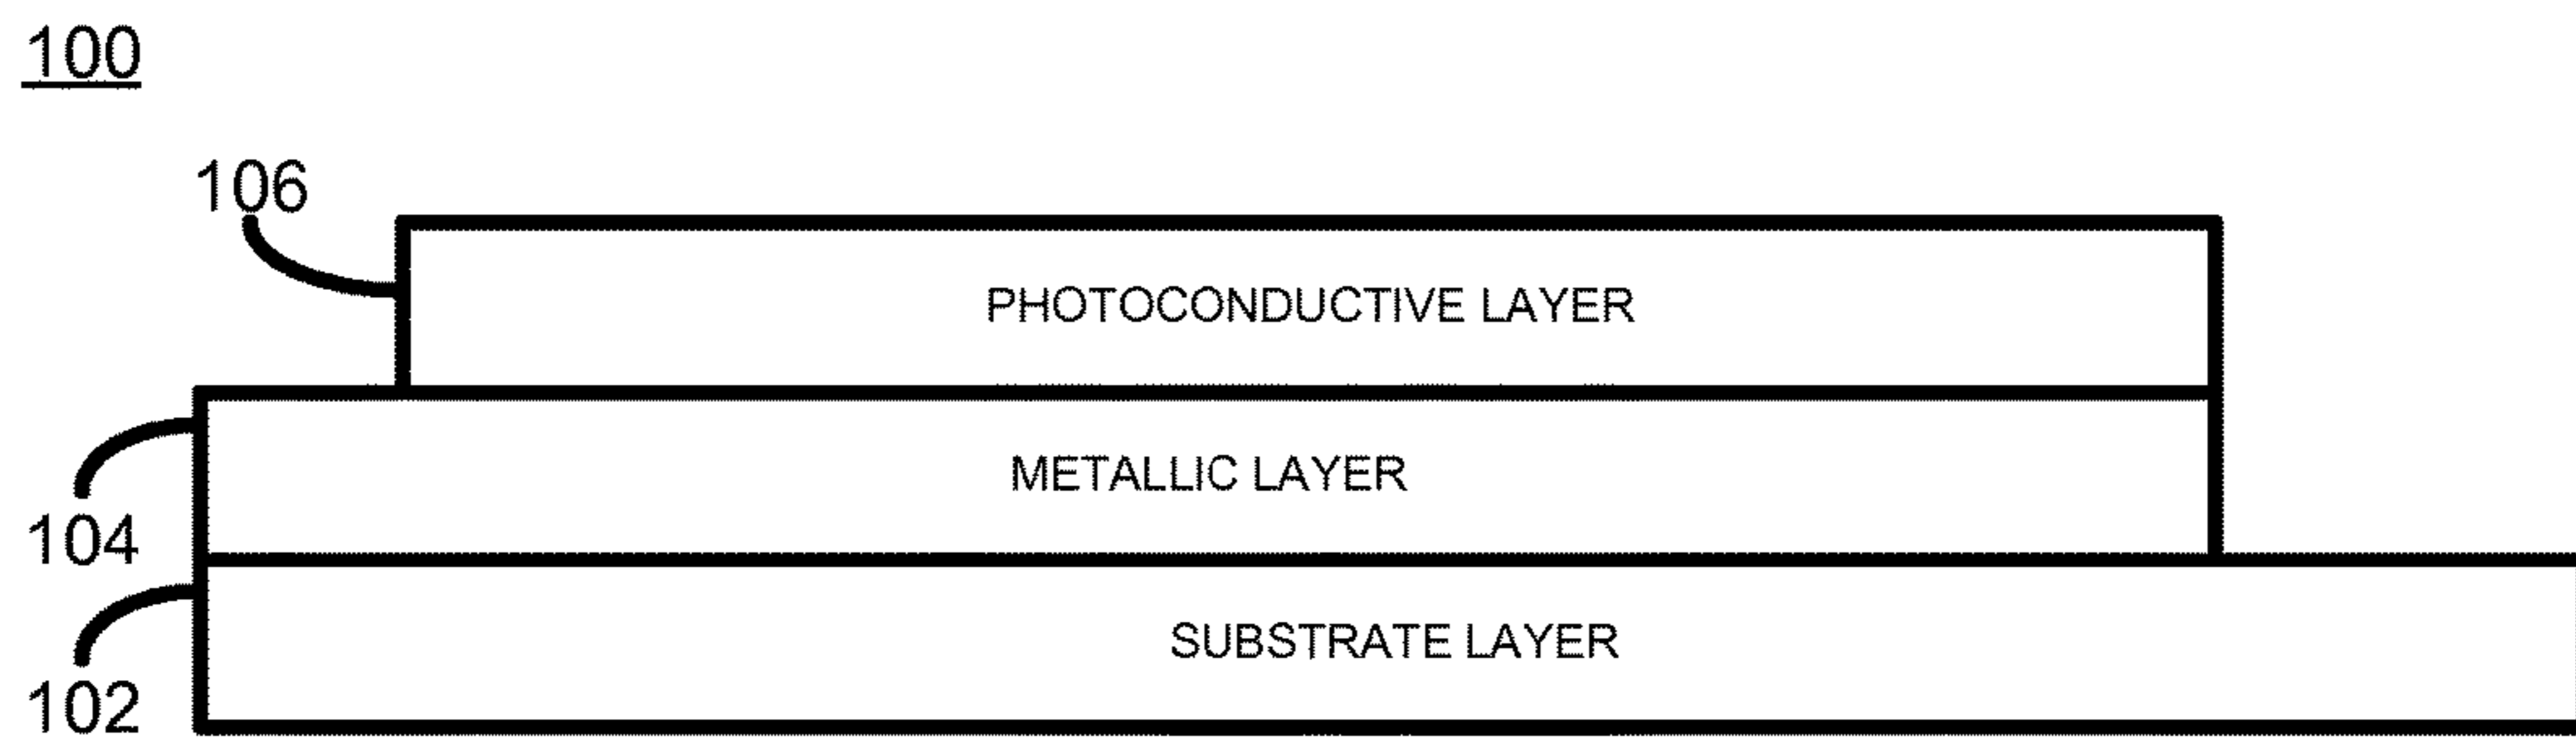 100
106
PHOTOCONDUCTIVE LAYER
METALLIC LAYER
104
SUBSTRATE LAYER
102